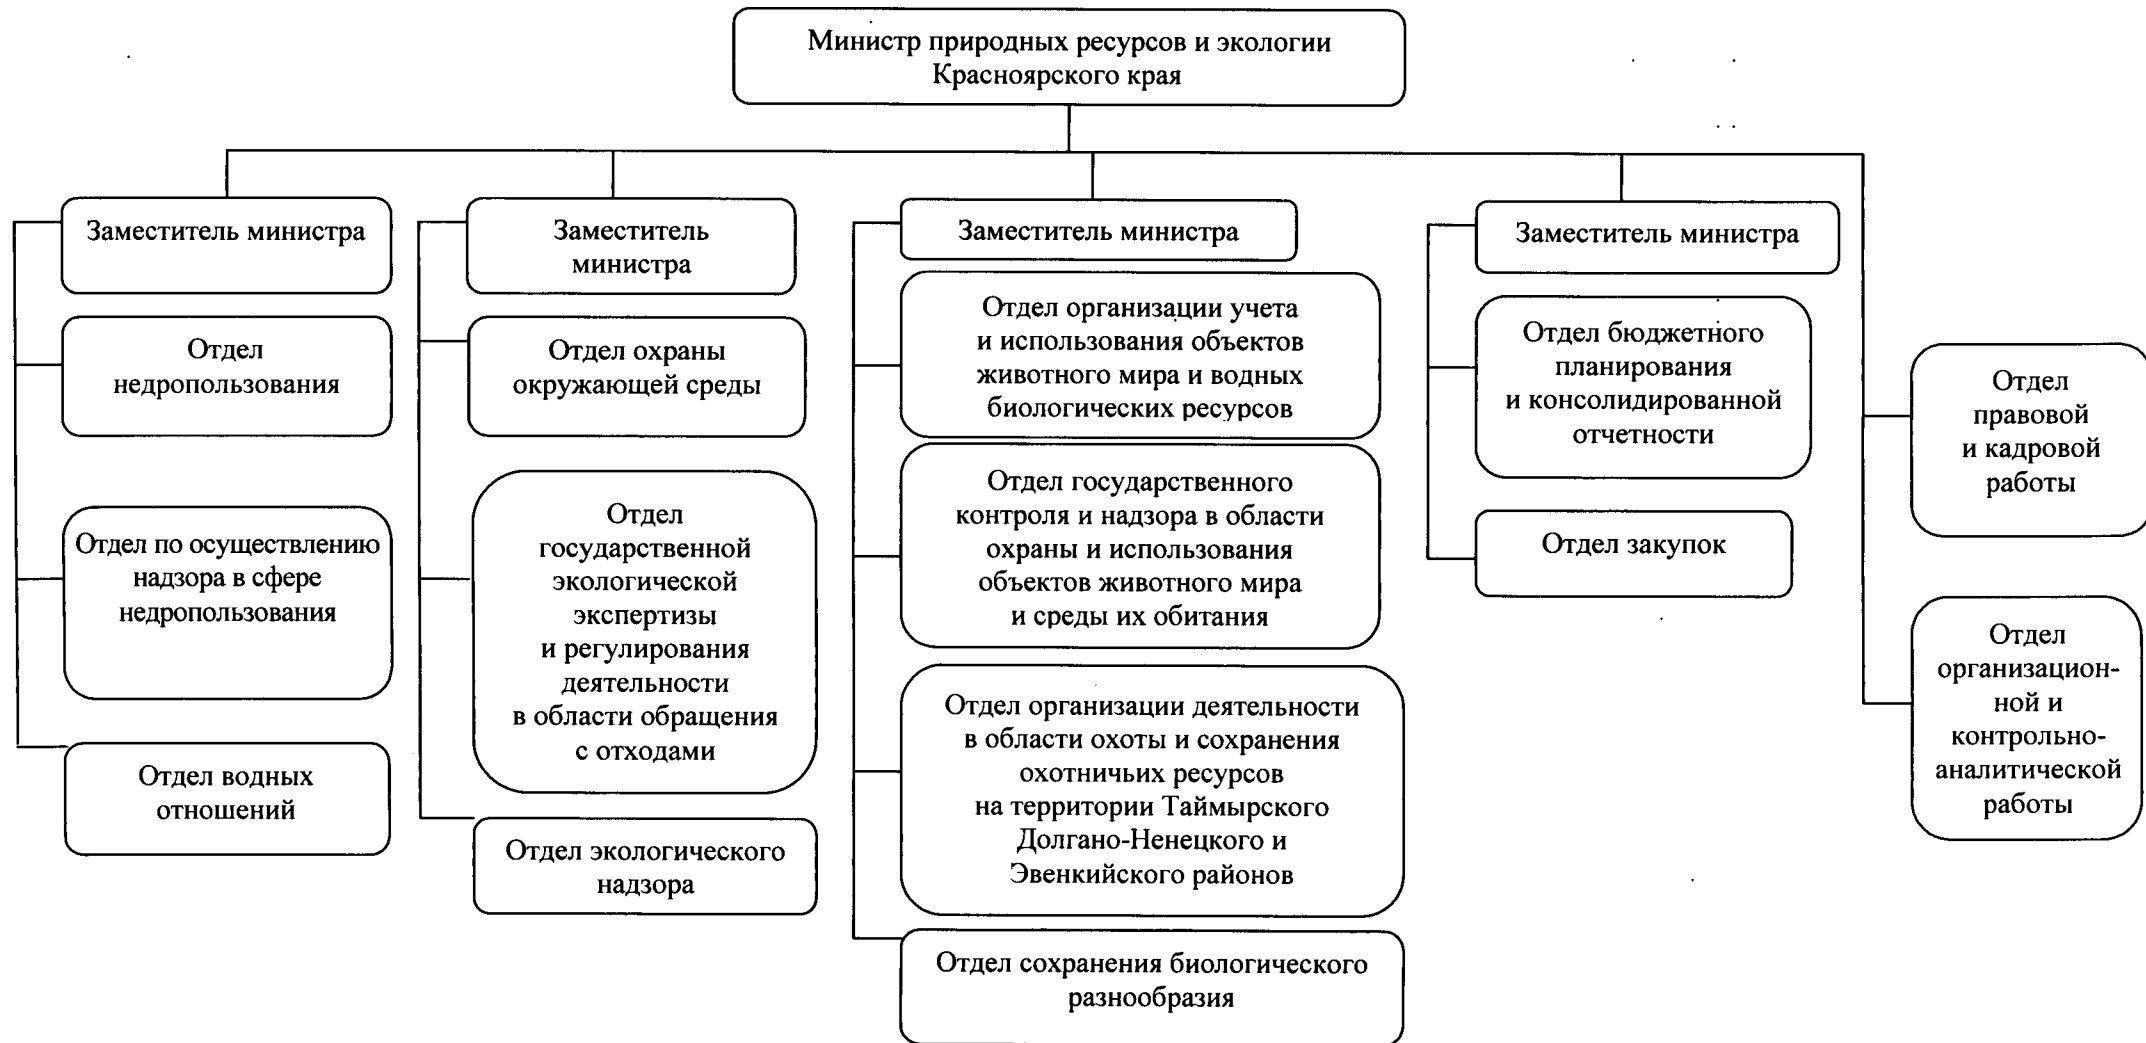 Министр природных ресурсов и экологии
Красноярского края
Заместитель министра
Отдел
недропользования
Отдел по осуществлению
надзора в сфере
недропользования
Отдел водных
отношений
Заместитель
министра
Отдел охраны
окружающей среды
Отдел
государственной
экологической
экспертизы
и регулирования
деятельности
в области обращения
с отходами
Отдел экологического
надзора
Заместитель министра
Отдел организации учета
и использования объектов
животного мира и водных
биологических ресурсов
Отдел государственного
контроля и надзора в области
охраны и использования
объектов животного мира
и среды их обитания
Отдел организации деятельности
в области охоты и сохранения
охотничьих ресурсов
на территории Таймырского
Долгано-Ненецкого и
Эвенкийского районов
Отдел сохранения биологического
разнообразия
Заместитель министра
Отдел бюджетного
планирования
и консолидированной
отчетности
Отдел закупок
Отдел
правовой
и кадровой
работы
Отдел
организацион-
ной и
контрольно-
аналитической
работы